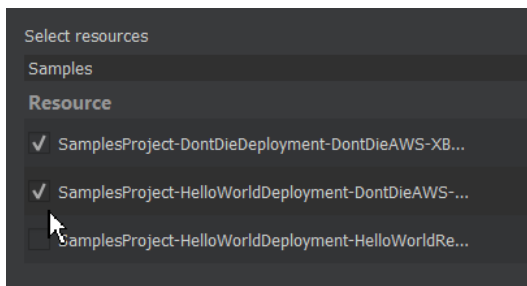 Select resources
Samples
Resource
SamplesProject-DontDieDeployment-DontDieAWS-XB...
SamplesProject-HelloWorldDeployment-DontDieAWS-...
SamplesProject-HelloWorldDeployment-HelloWorldRe...